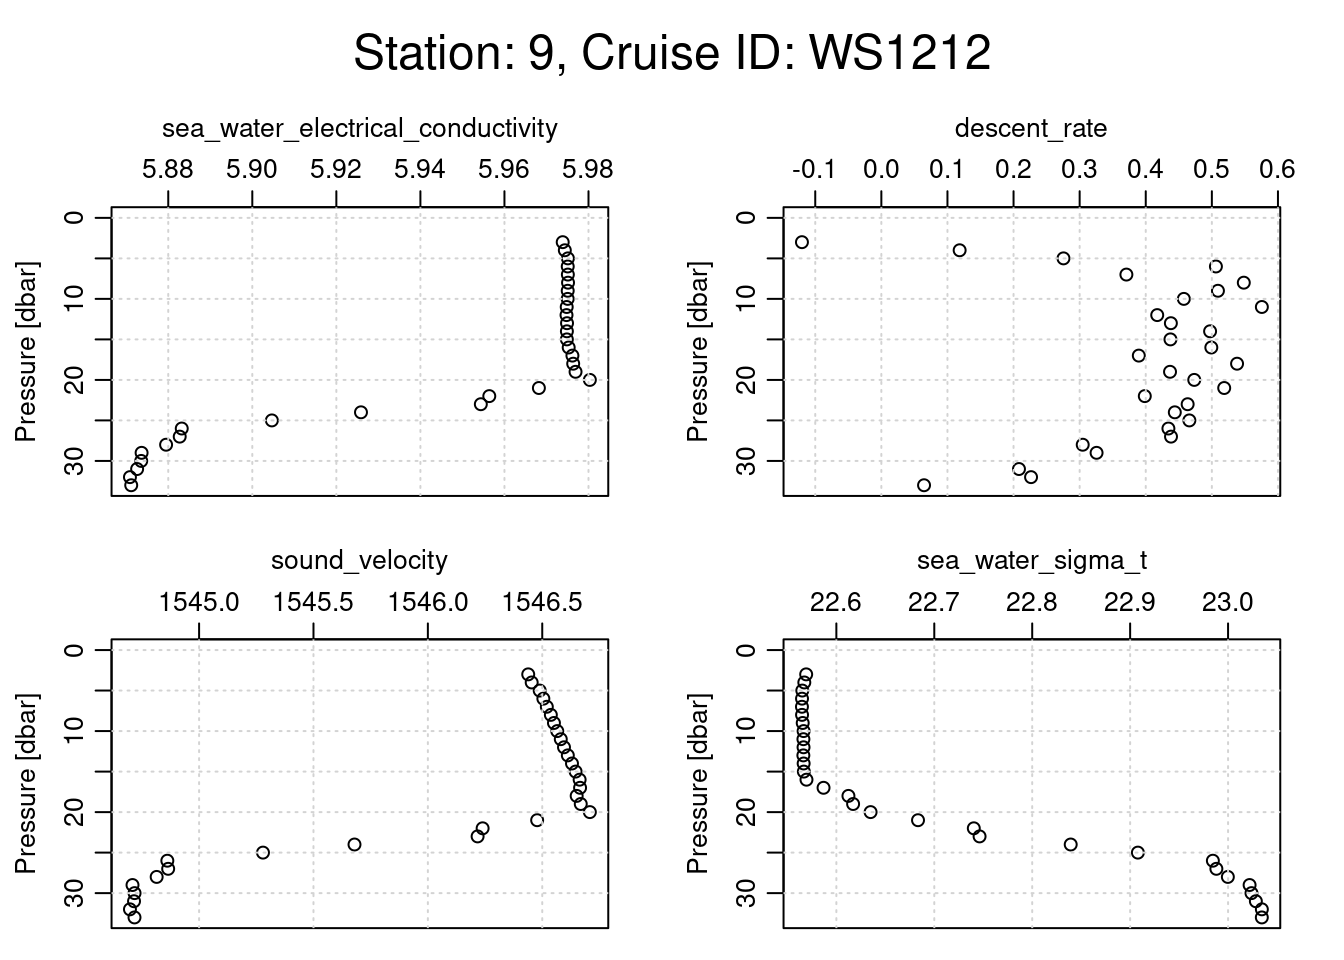 Station: 9, Cruise ID: WS1212
sea_water_electrical_conductivity
5.88 5.90 5.92 5.94 5.96 5.98
Pressure [dbar]
0
10
20
30
descent_rate
-0.1 0.0 0.1 0.2 0.3 0.4 0.5 0.6
Pressure [dbar]
0
10
20
30
sound_velocity
1545.0 1545.5 1546.0 1546.5
Pressure [dbar]
0
10
20
30
sea_water_sigma_t
22.6 22.7 22.8 22.9 23.0
Pressure [dbar]
0
10
20
30